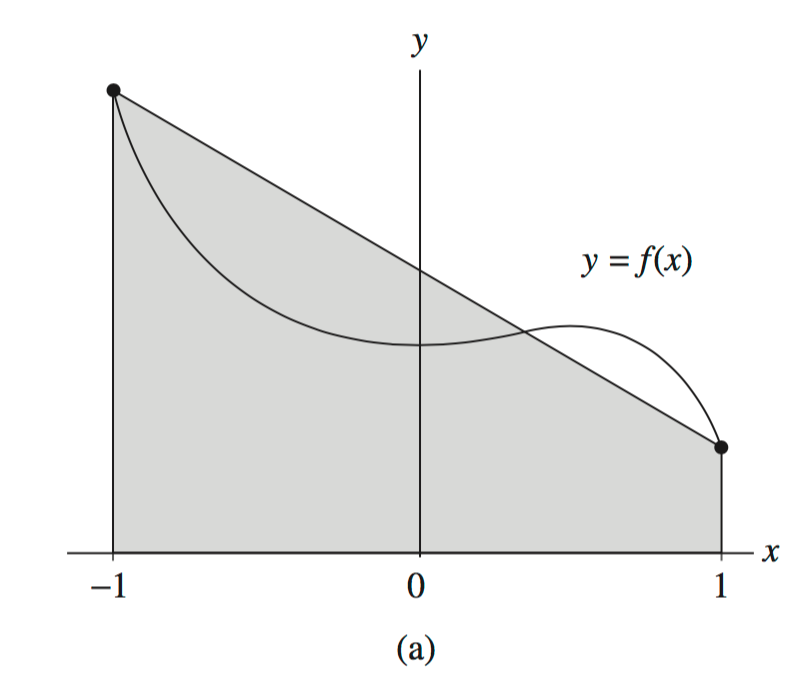 y
y = f(x)
x
−1 0 1
(a)